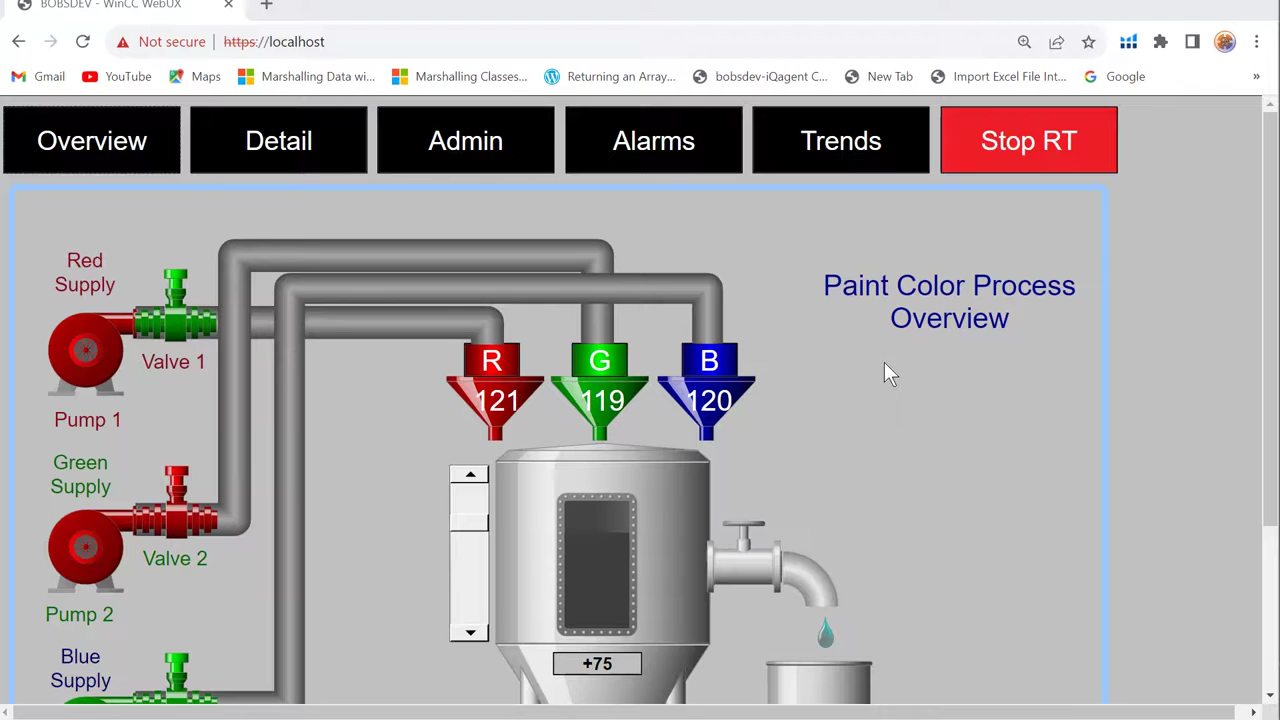 BOBSDEV - WinCC WebUX
Not secure https://localhost
Gmail YouTube Maps Marshalling Data wi... Marshalling Classes... Returning an Array... bobsdev-iQagent C... New Tab Import Excel File Int... Google »
Overview Detail Admin Alarms Trends Stop RT
Paint Color Process
Overview
Red
Supply
Valve 1
Pump 1
R G B
121 119 120
Green
Supply
Valve 2
Pump 2
Blue
Supply
+75